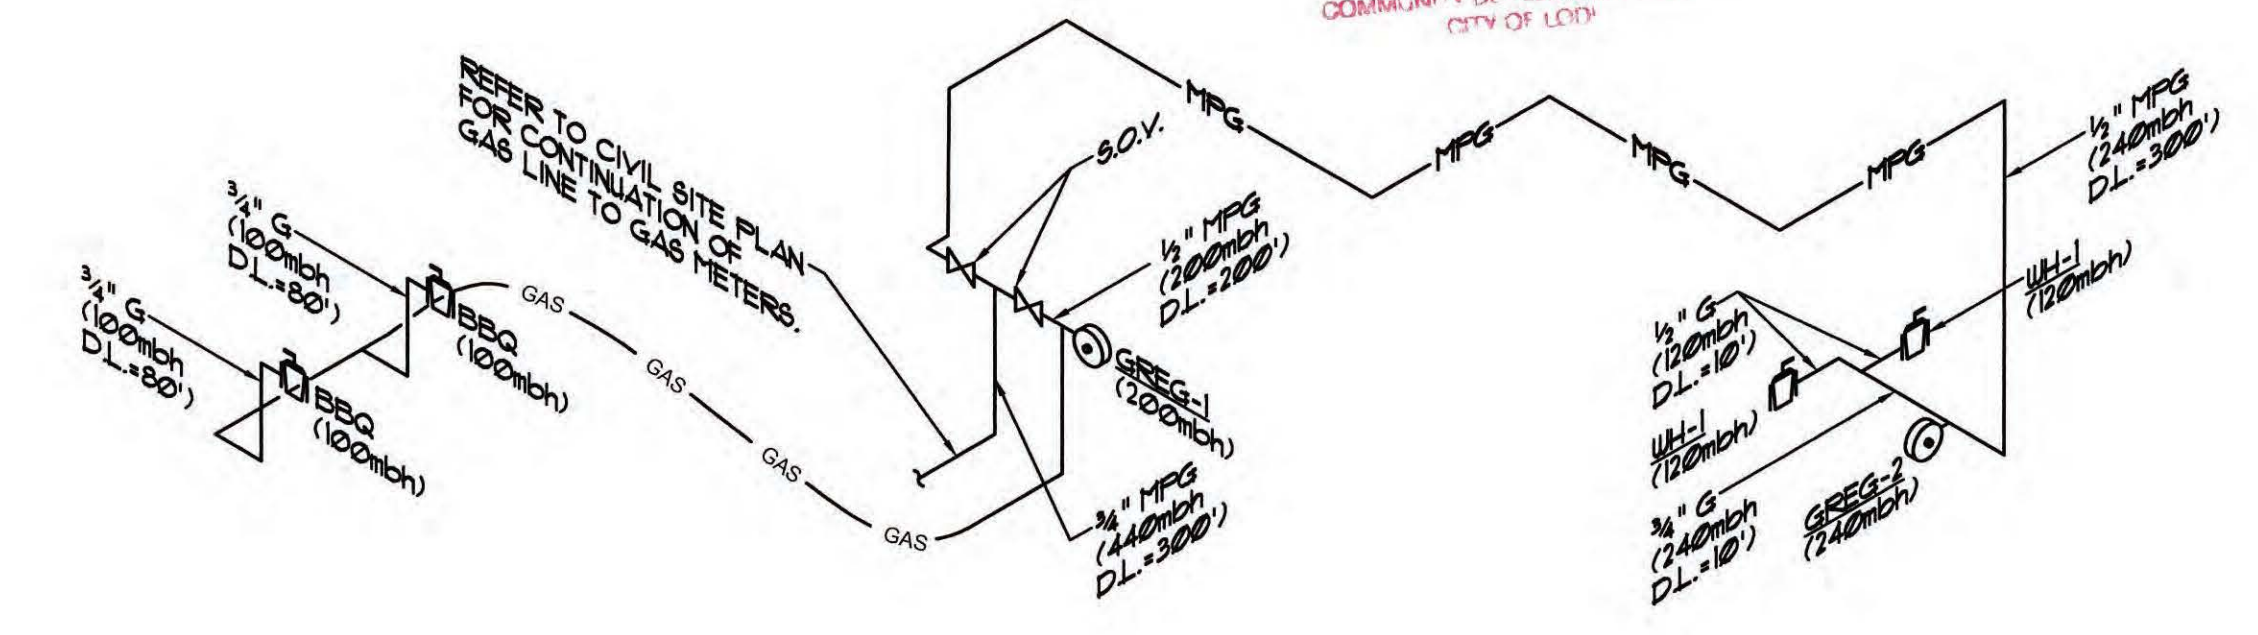 CITY OF LODI
REFER TO CIVIL SITE PLAN
FOR CONTINUATION OF
GAS LINE TO GAS METERS.
3/4" G
(100mbh
D.L.=80')
3/4" G
(100mbh
D.L.=80')
BBQ
(100mbh)
BBQ
(100mbh)
GAS
GAS
GAS
GAS
S.O.V.
MPG
MPG
MPG
MPG
1/2" MPG
(200mbh
D.L.=200')
GREG-1
(200mbh)
3/4" MPG
(440mbh
D.L.=300')
1/2" MPG
(240mbh
D.L.=300')
WH-1
(120mbh)
1/2" G
(120mbh
D.L.=10')
WH-1
(120mbh)
3/4" G
(240mbh
D.L.=10')
GREG-2
(240mbh)